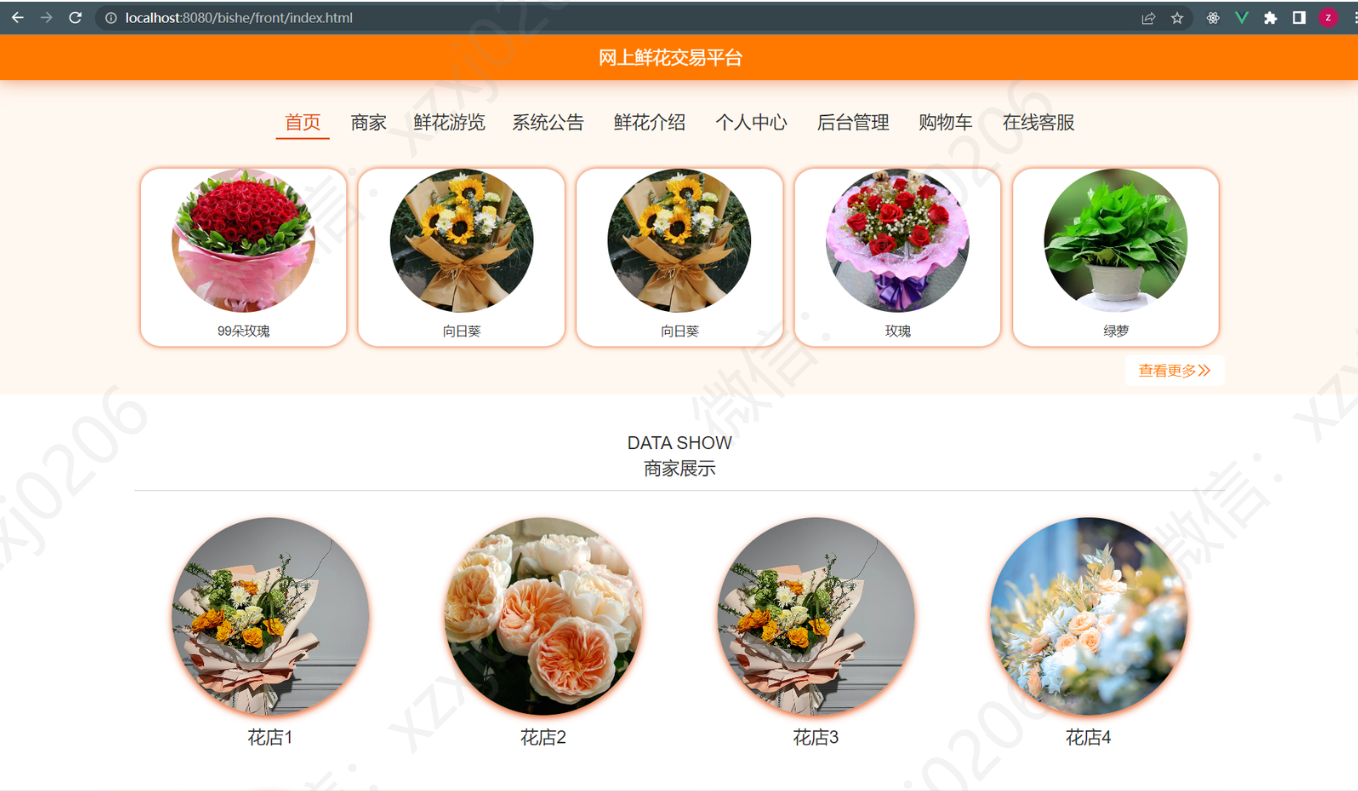 localhost:8080/bishe/front/index.html
Z
网上鲜花交易平台
首页 商家 鲜花游览 系统公告 鲜花介绍 个人中心 后台管理 购物车 在线客服
99朵玫瑰 向日葵 向日葵 玫瑰 绿萝
查看更多
DATA SHOW
商家展示
花店1 花店2 花店3 花店4
微信：xzxj0206